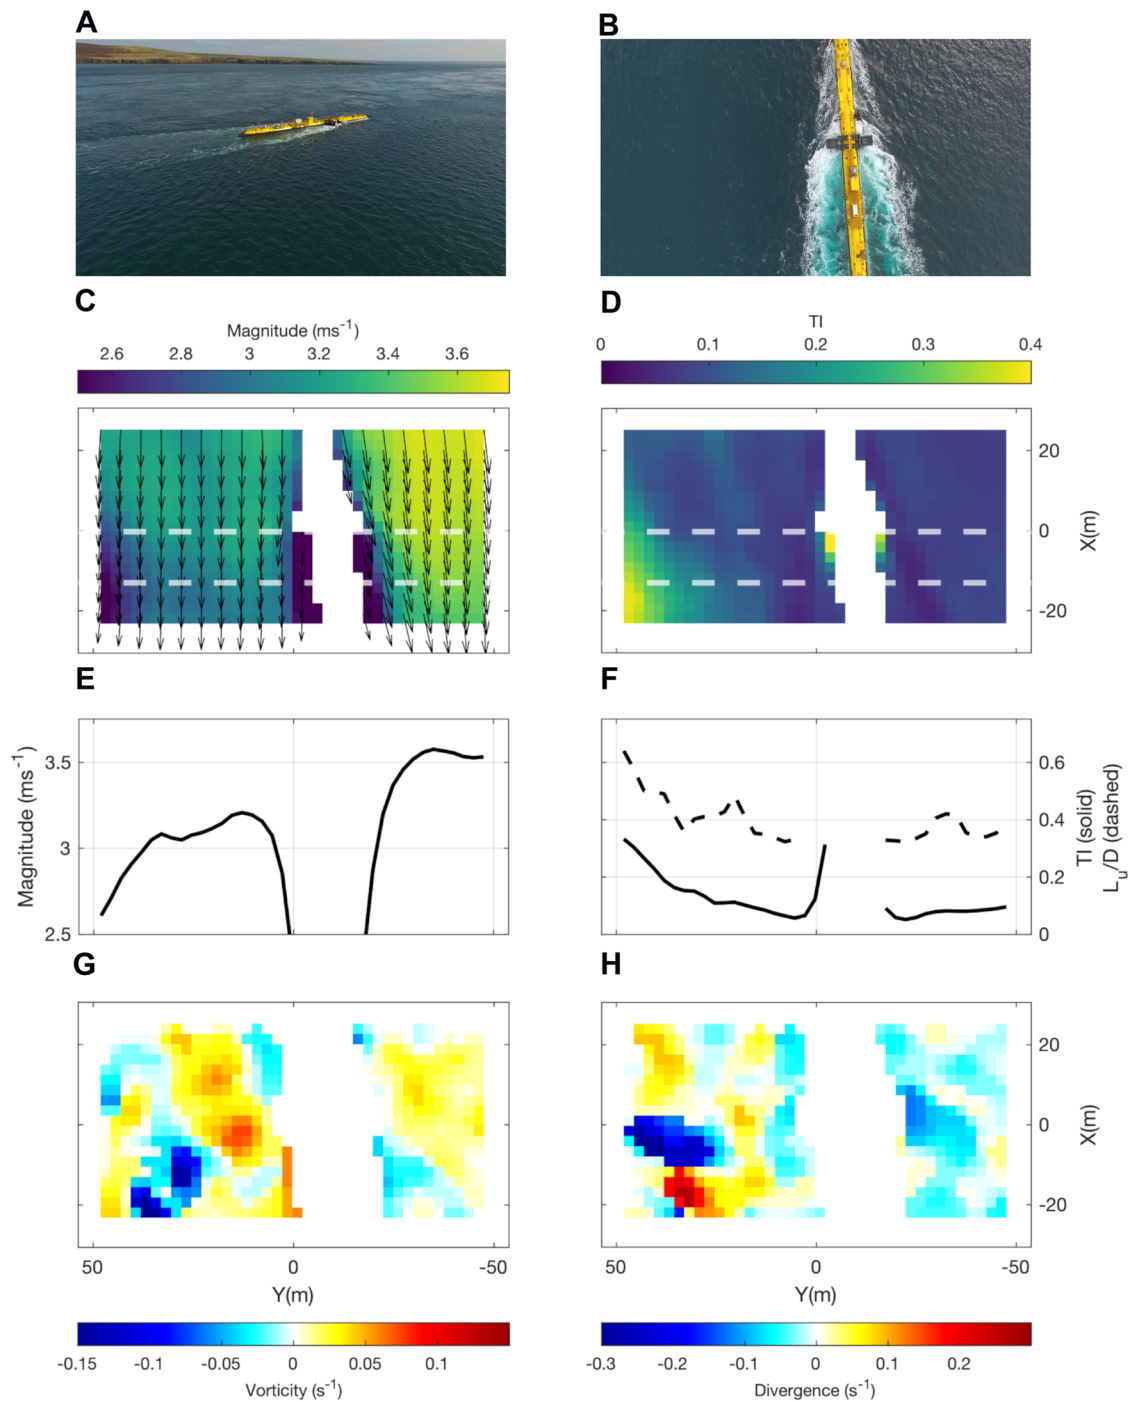 A
B
C
D
Magnitude (ms-1)
2.6 2.8 3 3.2 3.4 3.6
TI
0 0.1 0.2 0.3 0.4
20
0
-20
X(m)
E
F
3.5
3
2.5
Magnitude (ms-1)
0.6
0.4
0.2
0
TI (solid)
Lu/D (dashed)
G
H
20
0
-20
X(m)
50 0 -50
Y(m)
50 0 -50
Y(m)
-0.15 -0.1 -0.05 0 0.05 0.1
Vorticity (s-1)
-0.3 -0.2 -0.1 0 0.1 0.2
Divergence (s-1)